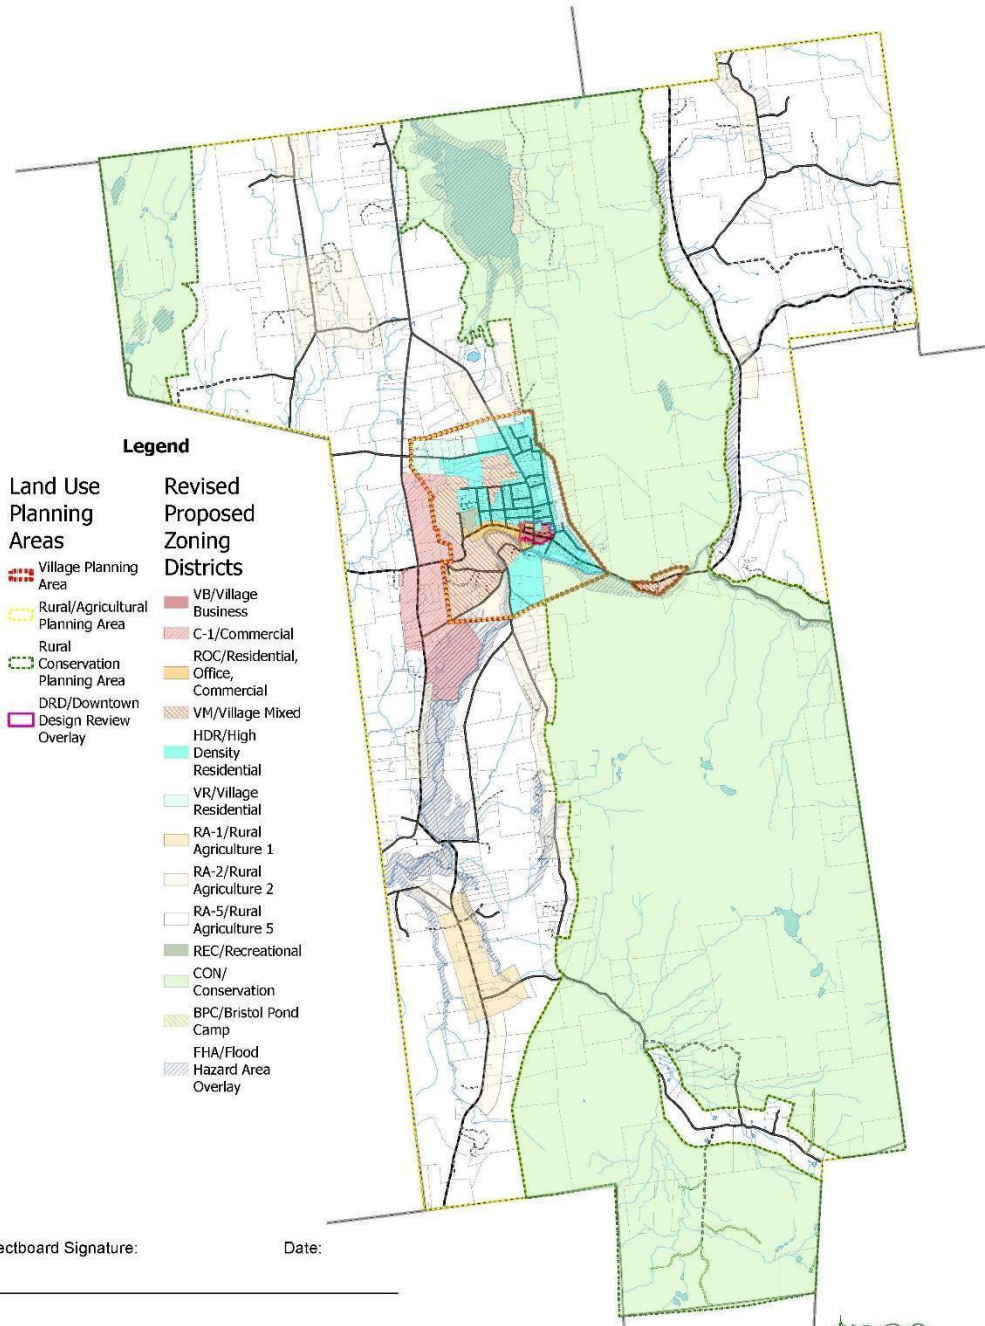 Legend
Land Use
Planning
Areas
Village Planning
Area
Rural/Agricultural
Planning Area
Rural
Conservation
Planning Area
DRD/Downtown
Design Review
Overlay
Revised
Proposed
Zoning
Districts
VB/Village
Business
C-1/Commercial
ROC/Residential,
Office,
Commercial
VM/Village Mixed
HDR/High
Density
Residential
VR/Village
Residential
RA-1/Rural
Agriculture 1
RA-2/Rural
Agriculture 2
RA-5/Rural
Agriculture 5
REC/Recreational
CON/
Conservation
BPC/Bristol Pond
Camp
FHA/Flood
Hazard Area
Overlay
ectboard Signature: Date: